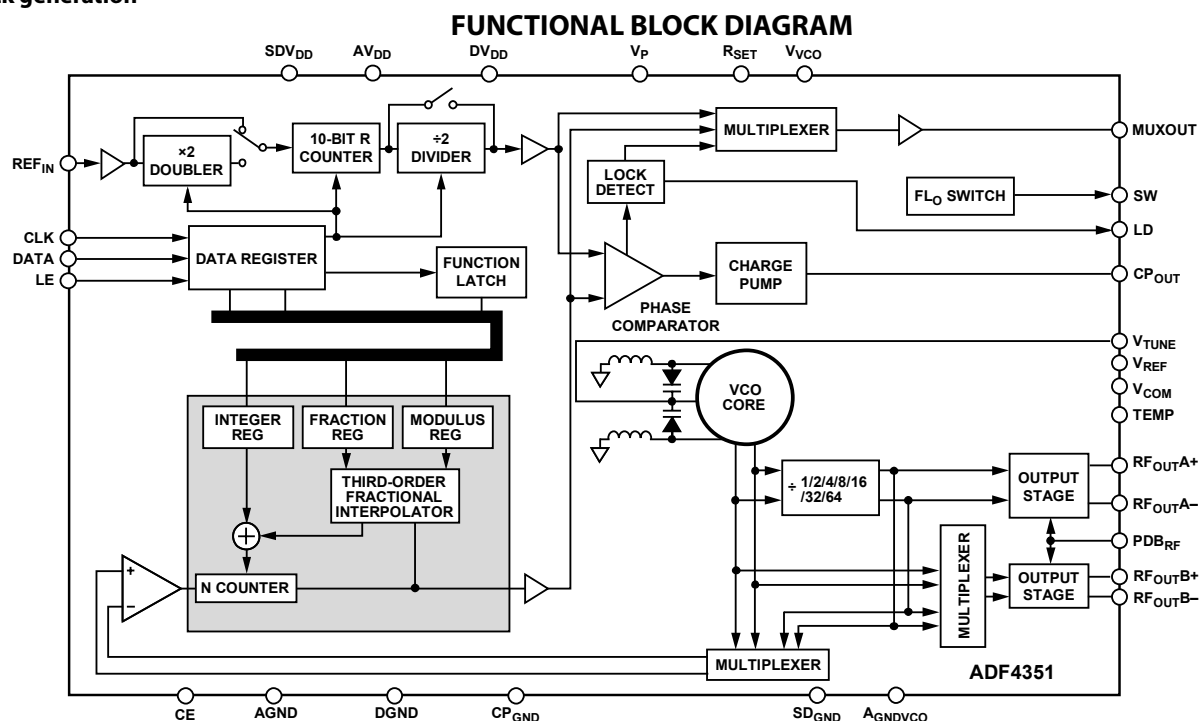 k generation
FUNCTIONAL BLOCK DIAGRAM
SDVDD
AVDD
DVDD
VP
RSET
VVCO
REFIN
×2
DOUBLER
10-BIT R
COUNTER
÷2
DIVIDER
MULTIPLEXER
MUXOUT
LOCK
DETECT
FLO SWITCH
SW
LD
CLK
DATA
LE
DATA REGISTER
FUNCTION
LATCH
CHARGE
PUMP
CPOUT
PHASE
COMPARATOR
VTUNE
VREF
VCOM
TEMP
VCO
CORE
INTEGER
REG
FRACTION
REG
MODULUS
REG
THIRD-ORDER
FRACTIONAL
INTERPOLATOR
÷ 1/2/4/8/16
/32/64
OUTPUT
STAGE
RFOUTA+
RFOUTA–
PDBRF
+
–
+
N COUNTER
MULTIPLEXER
OUTPUT
STAGE
RFOUTB+
RFOUTB–
MULTIPLEXER
ADF4351
CE
AGND
DGND
CPGND
SDGND
AGNDVCO